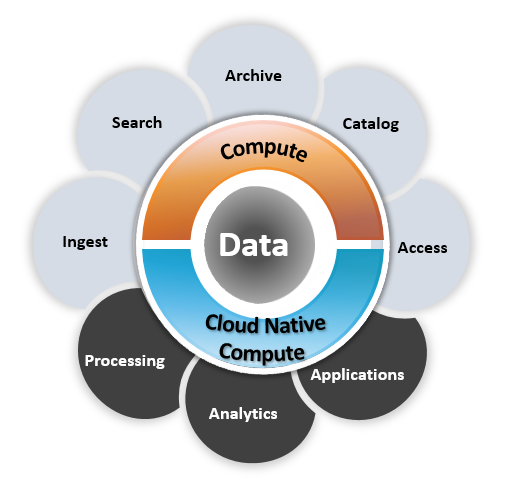 Archive
Search
Catalog
Compute
Ingest
Data
Access
Cloud Native
Compute
Processing
Applications
Analytics